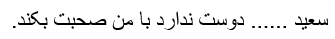 سعید ...... دوست ندارد با من صحبت بکند.